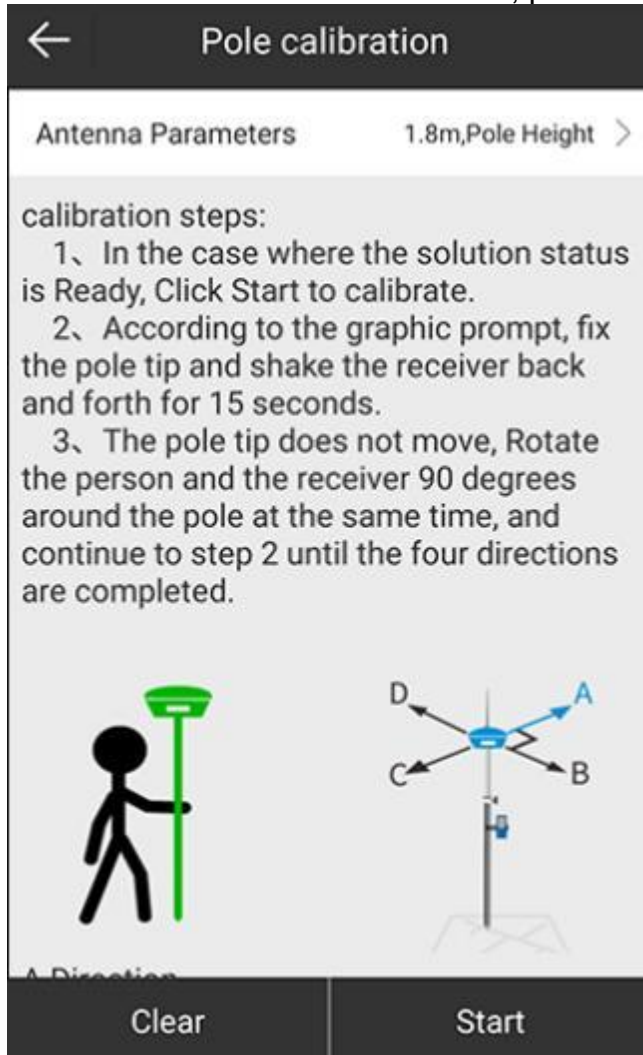 Pole calibration
Antenna Parameters 1.8m,Pole Height >
calibration steps:
1、In the case where the solution status
is Ready, Click Start to calibrate.
2、According to the graphic prompt, fix
the pole tip and shake the receiver back
and forth for 15 seconds.
3、The pole tip does not move, Rotate
the person and the receiver 90 degrees
around the pole at the same time, and
continue to step 2 until the four directions
are completed.
D A
C B
A Direction
Clear Start